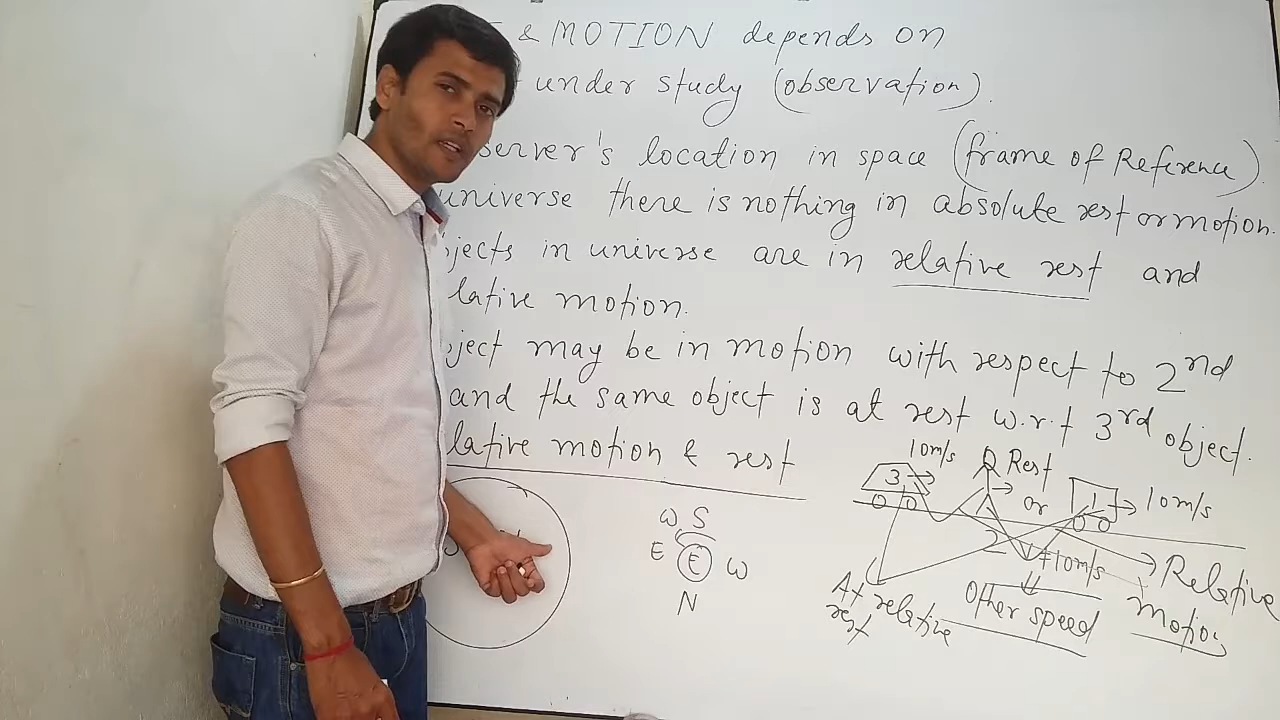 & MOTION depends on
under study (observation).
server's location in space (frame of Reference).
universe there is nothing in absolute rest or motion.
jects in universe are in relative rest and
lative motion.
ject may be in motion with respect to 2nd
and the same object is at rest w.r.t 3rd object.
lative motion & rest
10m/s Rest or
3 1 10m/s
2
W S
E E W
N
V≠10m/s
Other speed
At relative rest
Relative Motion